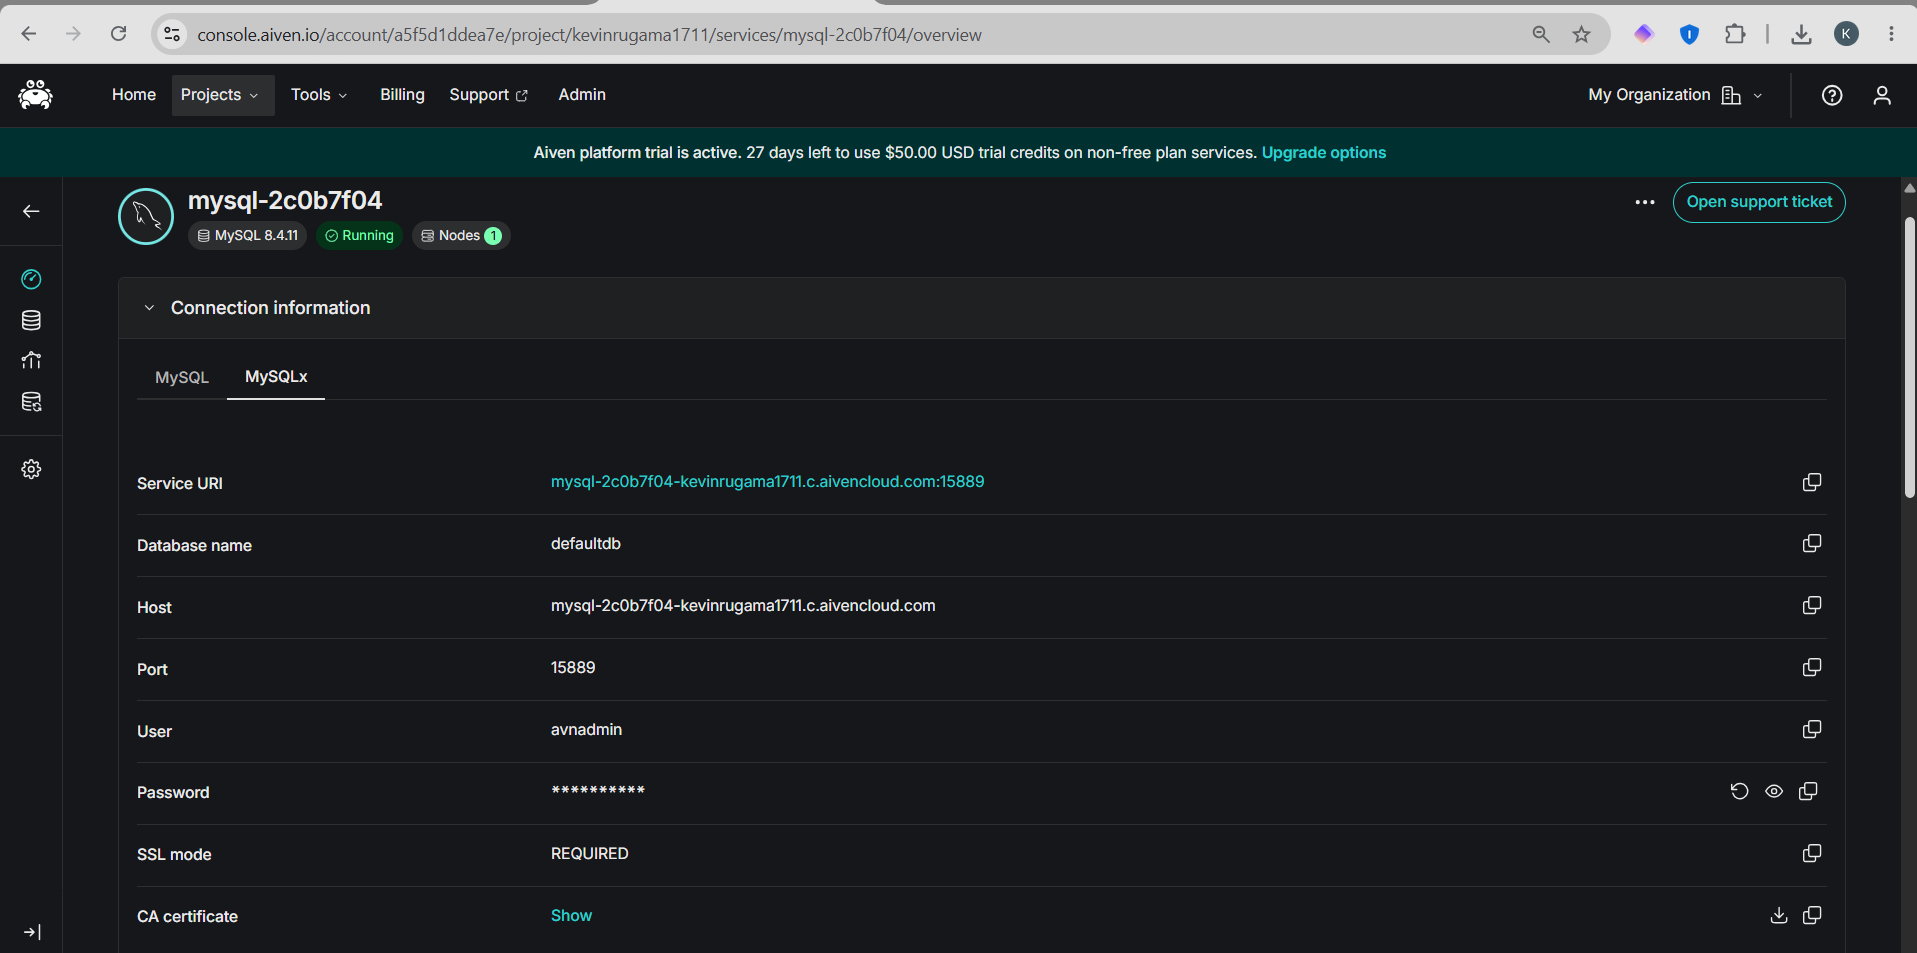 console.aiven.io/account/a5f5d1ddea7e/project/kevinrugama1711/services/mysql-2c0b7f04/overview
K
Home Projects Tools Billing Support Admin My Organization
Aiven platform trial is active. 27 days left to use $50.00 USD trial credits on non-free plan services. Upgrade options
mysql-2c0b7f04
Open support ticket
MySQL 8.4.11 Running Nodes 1
Connection information
MySQL MySQLx
Service URI mysql-2c0b7f04-kevinrugama1711.c.aivencloud.com:15889
Database name defaultdb
Host mysql-2c0b7f04-kevinrugama1711.c.aivencloud.com
Port 15889
User avnadmin
Password **********
SSL mode REQUIRED
CA certificate Show